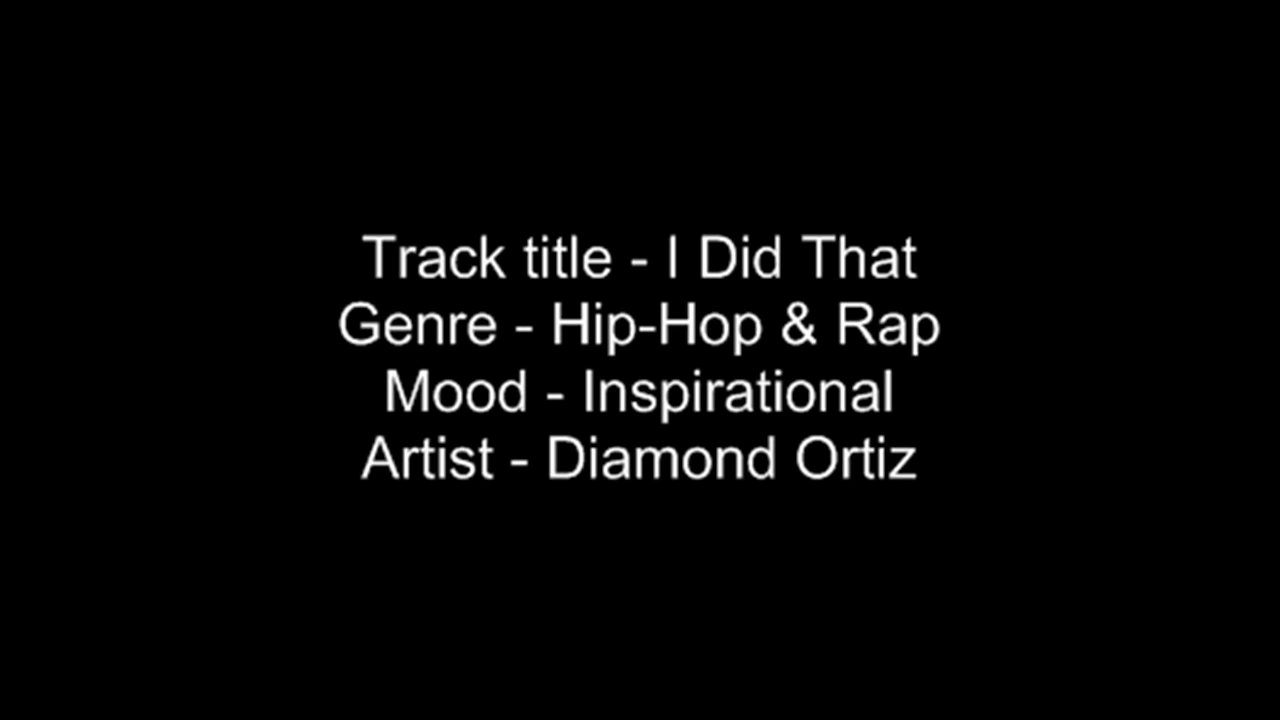 Track title - I Did That
Genre - Hip-Hop & Rap
Mood - Inspirational
Artist - Diamond Ortiz